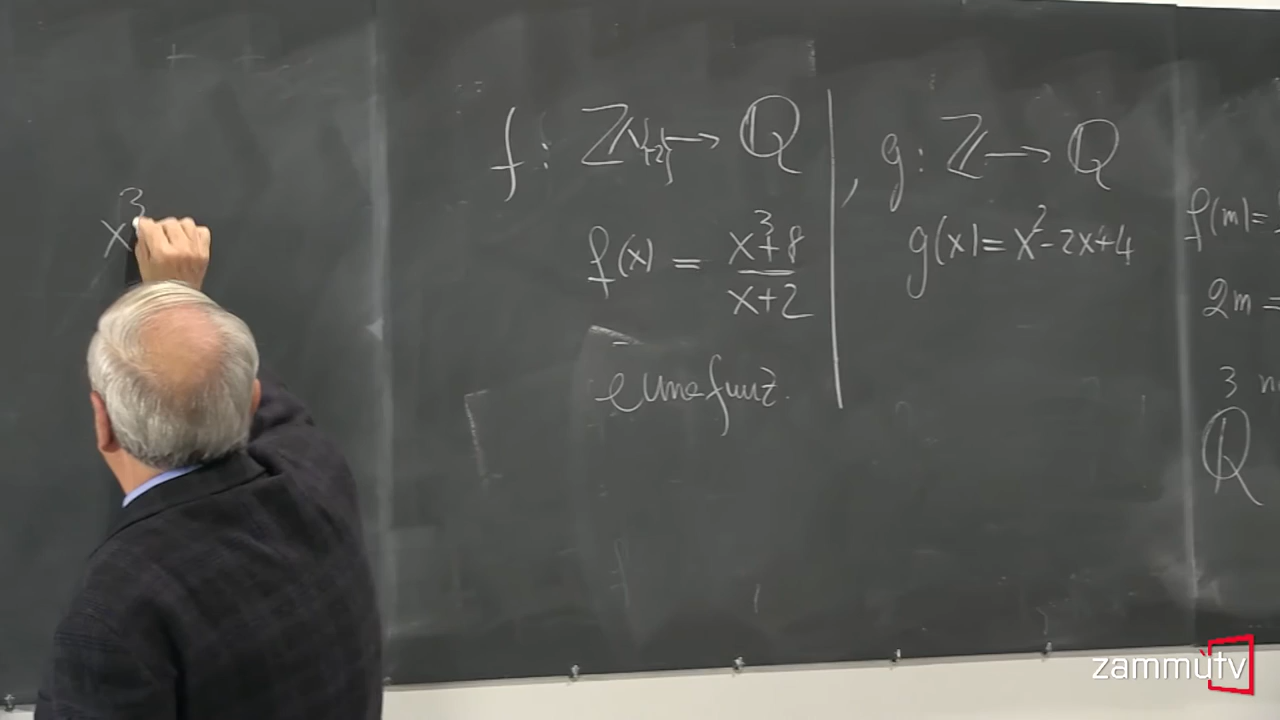 x³
f: ℤ\{-2} → ℚ
f(x) = x³+8 / x+2
è una funz.
, g: ℤ → ℚ
g(x) = x²-2x+4
f(m)=
2m =
3
ℚ
zammùtv